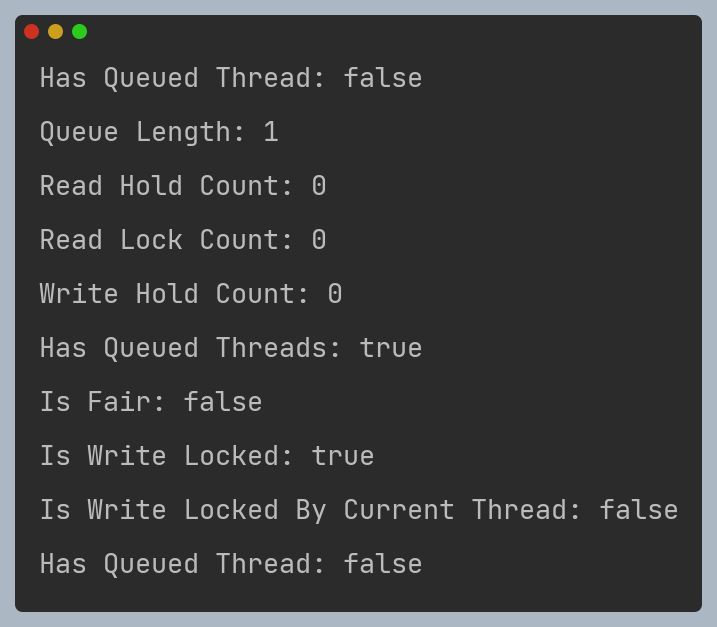 Has Queued Thread: false
Queue Length: 1
Read Hold Count: 0
Read Lock Count: 0
Write Hold Count: 0
Has Queued Threads: true
Is Fair: false
Is Write Locked: true
Is Write Locked By Current Thread: false
Has Queued Thread: false